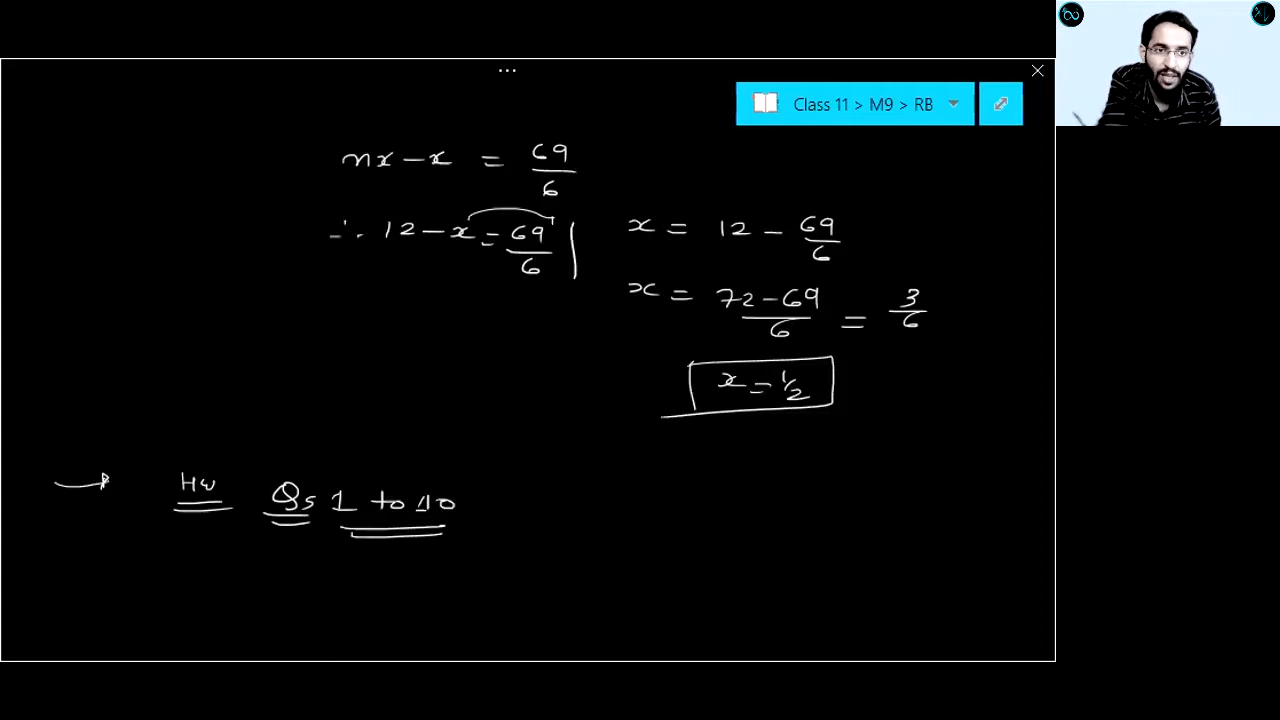 ...
Class 11 > M9 > RB
nx - x = 69/6
∴ 12 - x = 69/6
x = 12 - 69/6
x = 72 - 69/6 = 3/6
x = 1/2
→ HW Qs 1 to 10